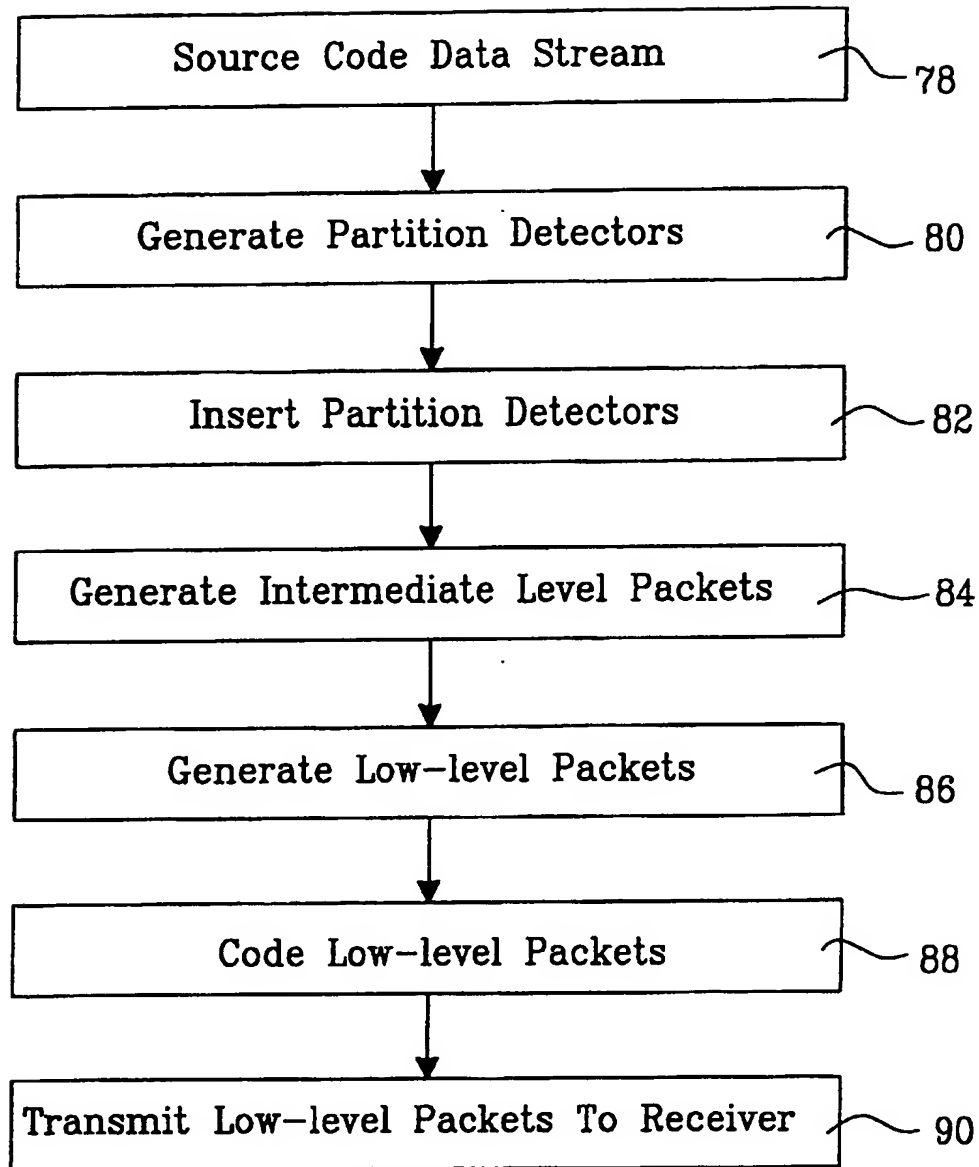 Source Code Data Stream
78
Generate Partition Detectors
80
Insert Partition Detectors
82
Generate Intermediate Level Packets
84
Generate Low-level Packets
86
Code Low-level Packets
88
Transmit Low-level Packets To Receiver
90